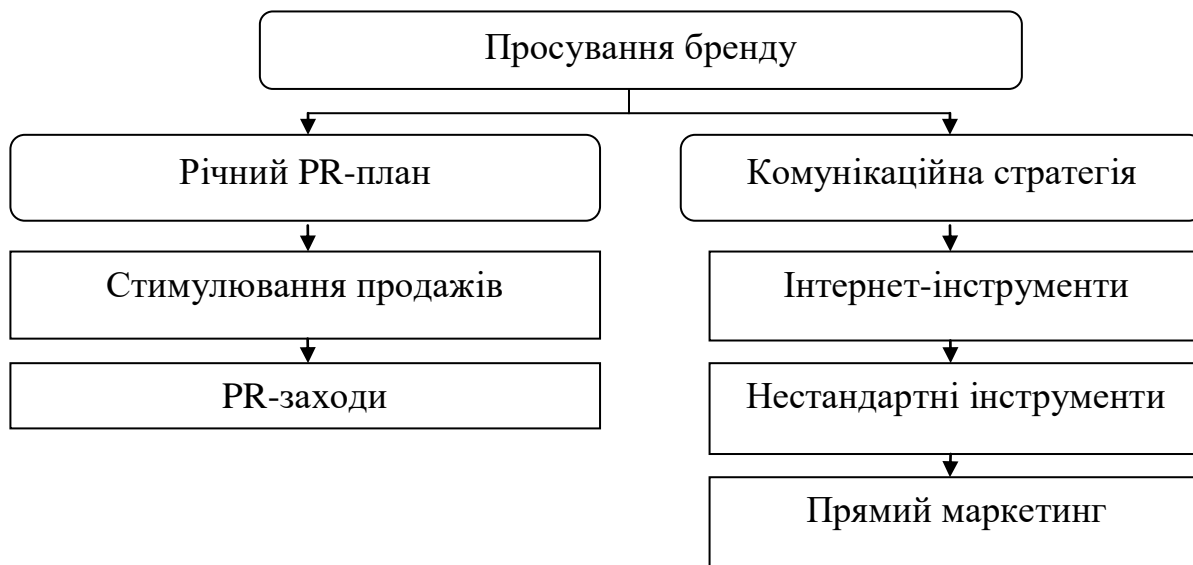 Просування бренду
Річний PR-план
Комунікаційна стратегія
Стимулювання продажів
Інтернет-інструменти
PR-заходи
Нестандартні інструменти
Прямий маркетинг